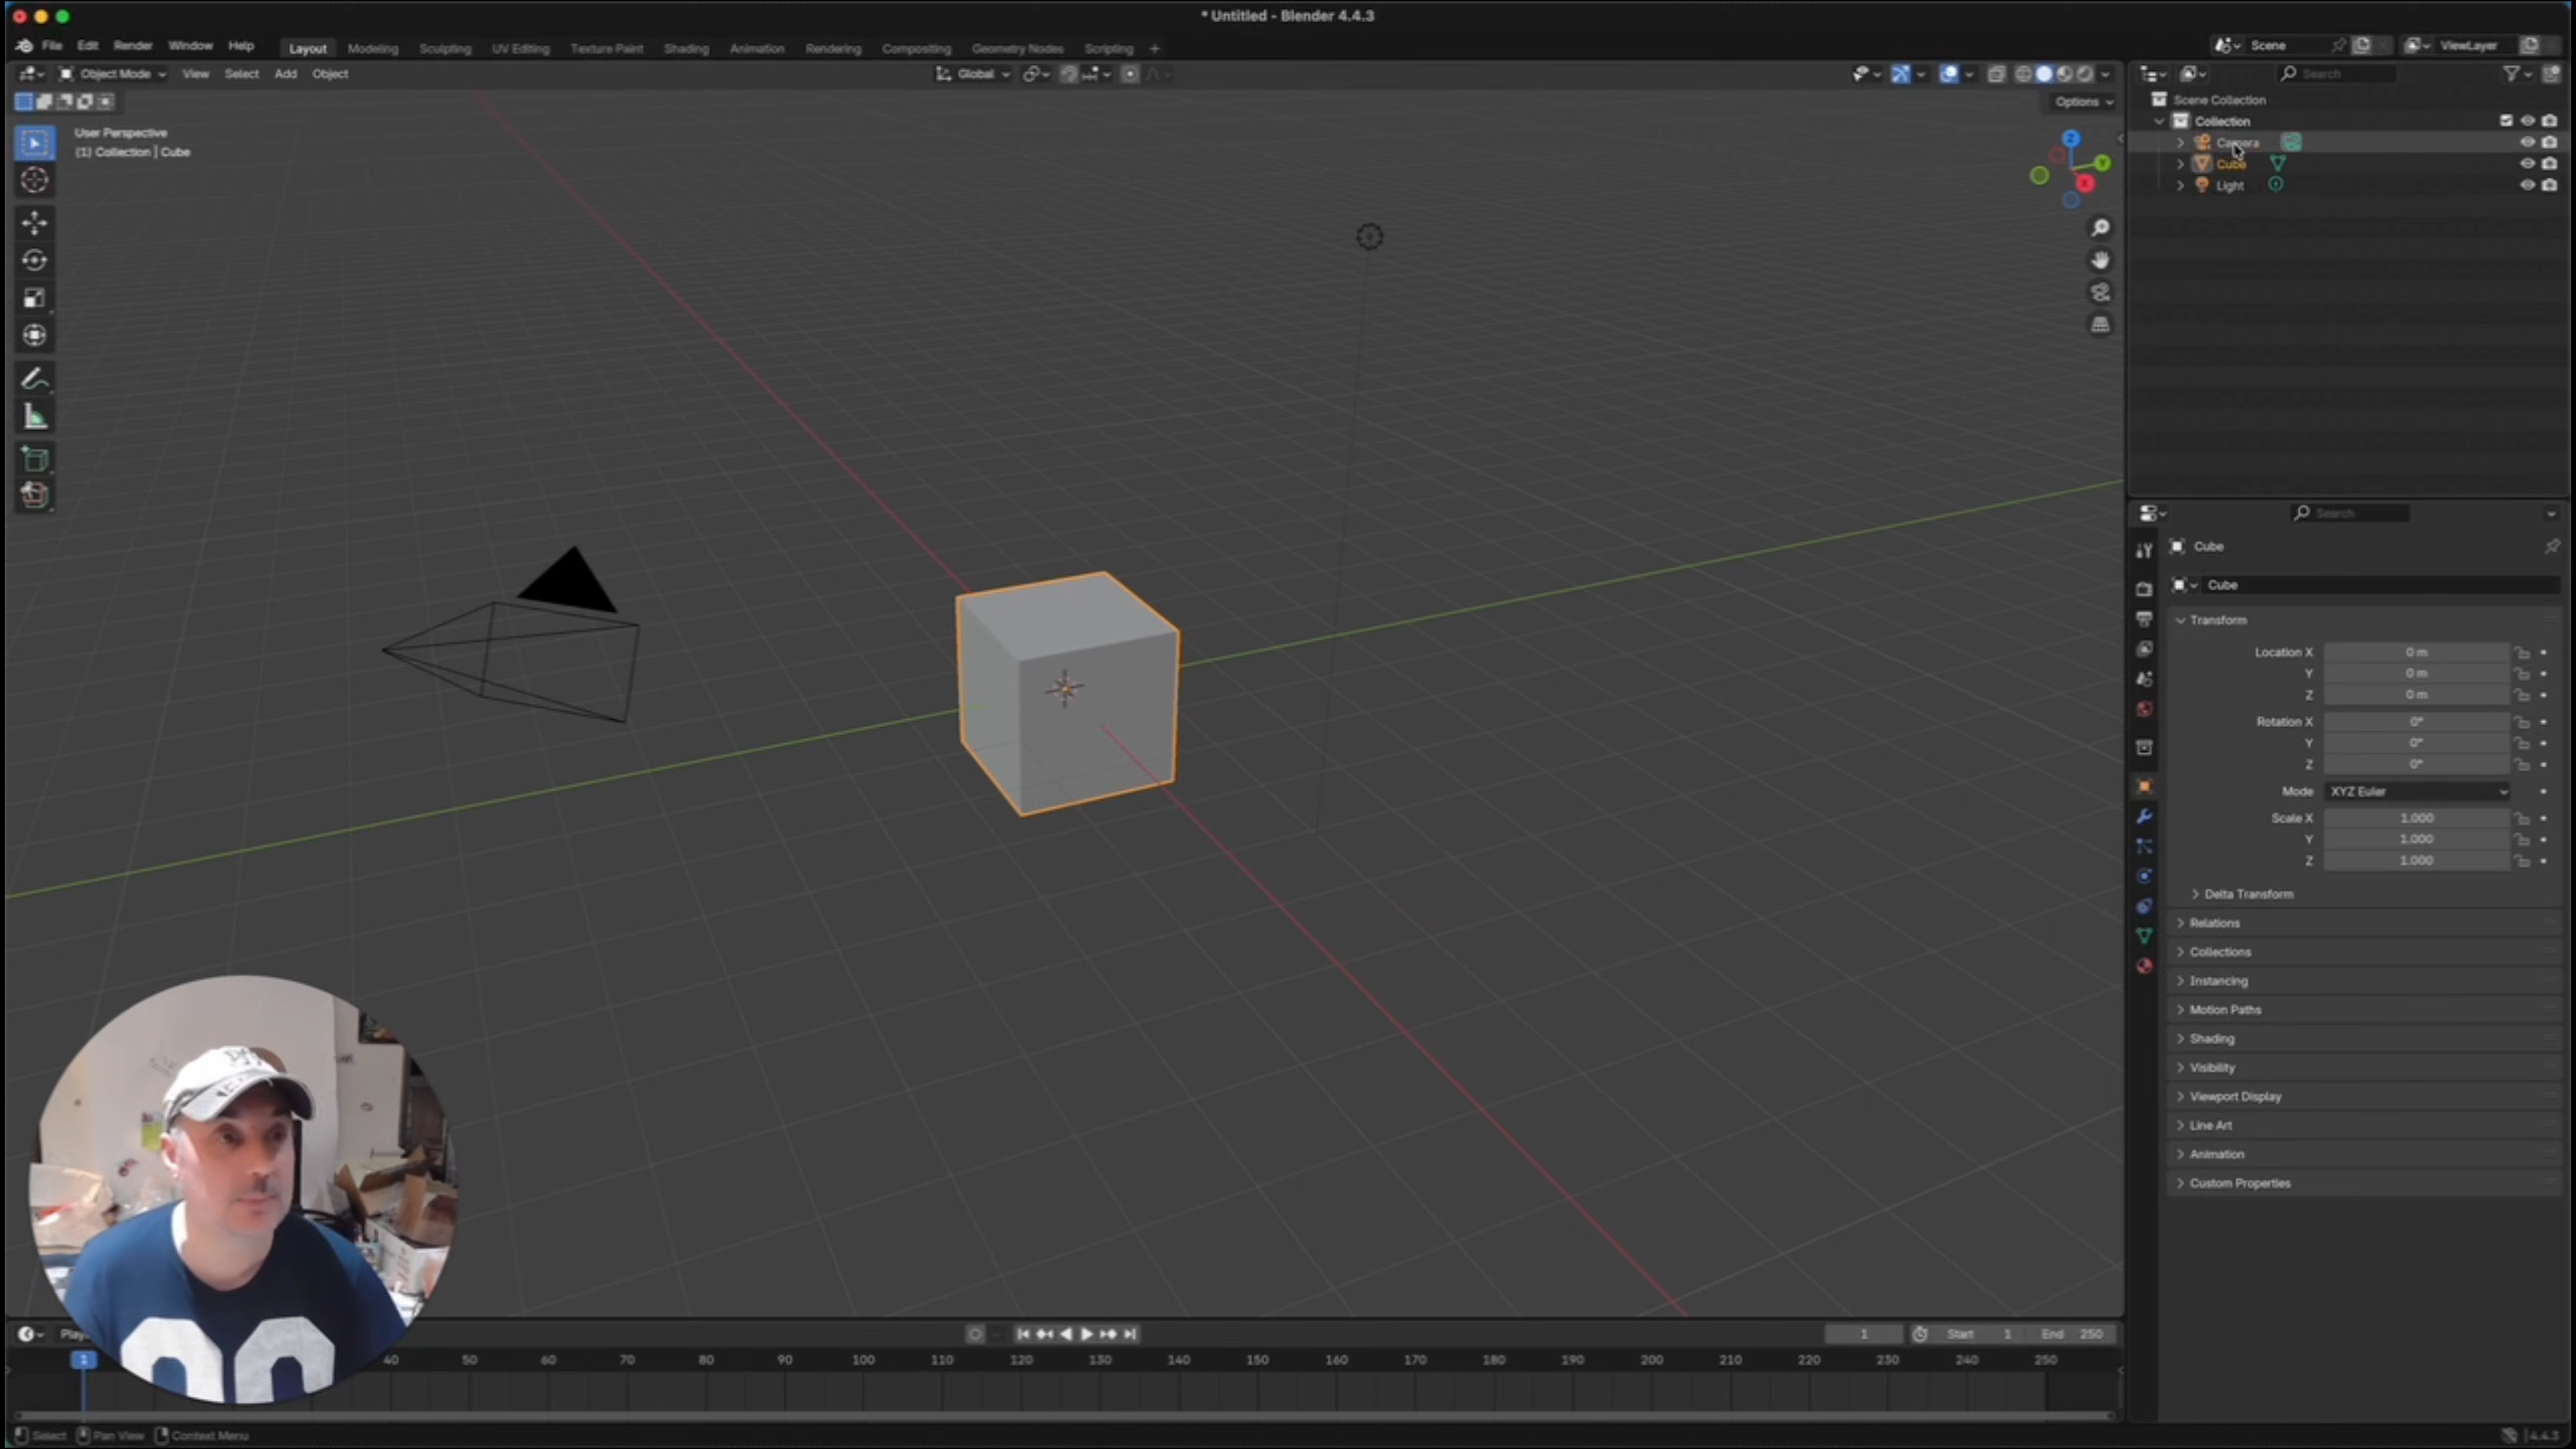 * Untitled - Blender 4.4.3
File Edit Render Window Help Layout Modeling Sculpting UV Editing Texture Paint Shading Animation Rendering Compositing Geometry Nodes Scripting + Scene ViewLayer
Object Mode View Select Add Object Global Search
Options
User Perspective
(1) Collection | Cube
Z
Y
X
Scene Collection
Collection
Camera
Cube
Light
Search
Cube
Cube
Transform
Location X 0 m
Y 0 m
Z 0 m
Rotation X 0°
Y 0°
Z 0°
Mode XYZ Euler
Scale X 1.000
Y 1.000
Z 1.000
Delta Transform
Relations
Collections
Instancing
Motion Paths
Shading
Visibility
Viewport Display
Line Art
Animation
Custom Properties
1 Start 1 End 250
1 40 50 60 70 80 90 100 110 120 130 140 150 160 170 180 190 200 210 220 230 240 250
Select Pan View Context Menu 4.4.3